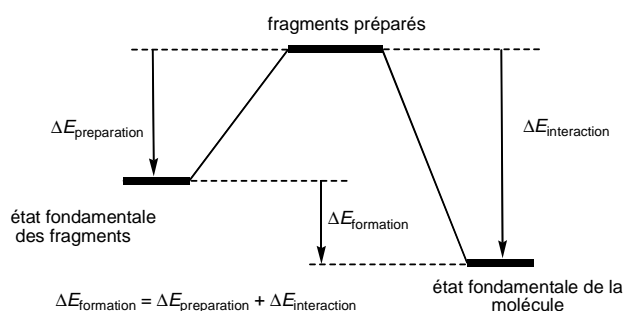 fragments préparés
ΔEpreparation
ΔEinteraction
état fondamentale
des fragments
ΔEformation
état fondamentale de la
molécule
ΔEformation = ΔEpreparation + ΔEinteraction